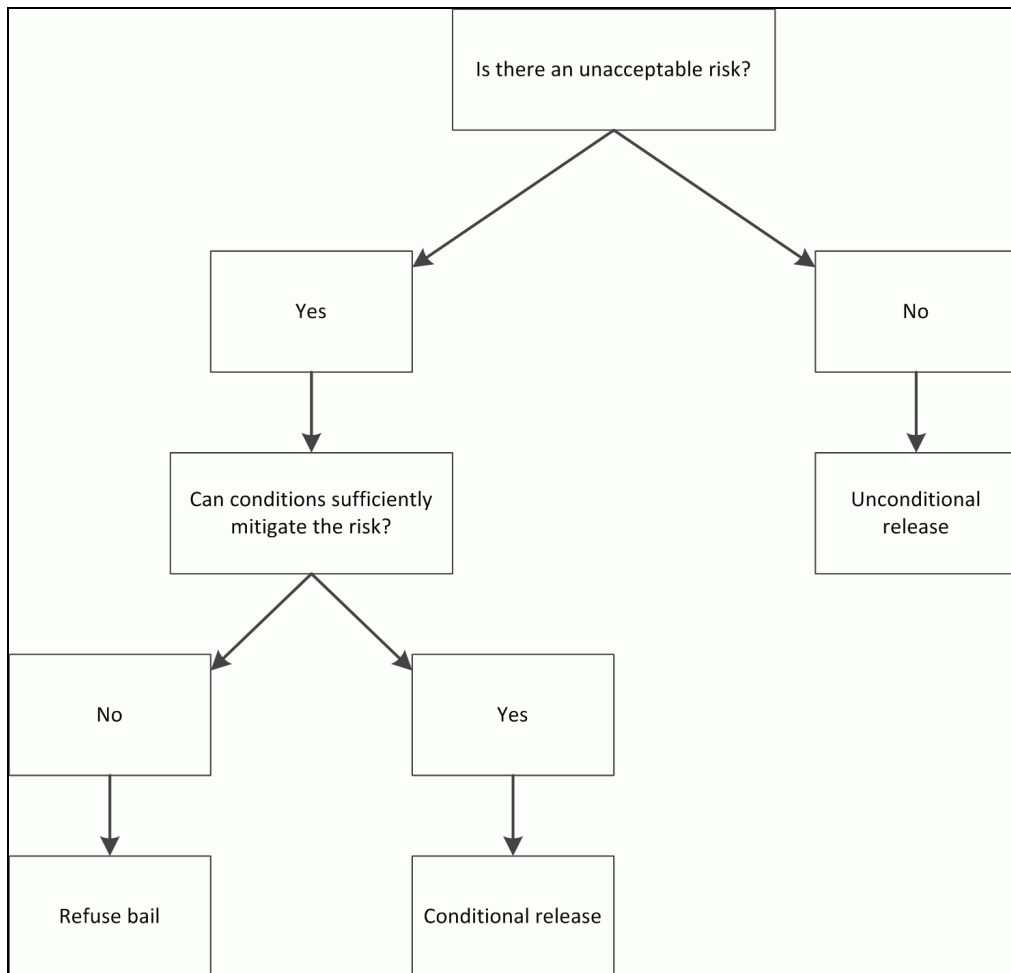 Is there an unacceptable risk?
Yes
No
Can conditions sufficiently
mitigate the risk?
Unconditional
release
No
Yes
Refuse bail
Conditional release